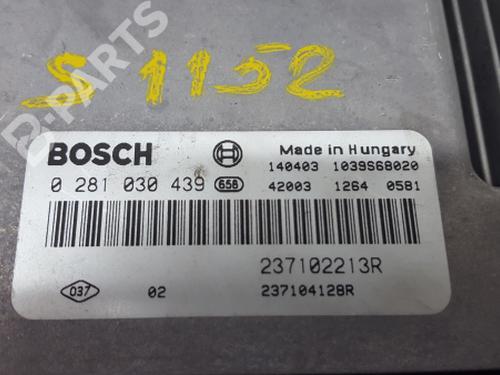 S 1152
B-PARTS
BOSCH
Made in Hungary
140403 1039S68020
0 281 030 439 658
42003 1264 0581
237102213R
037 02 237104128R